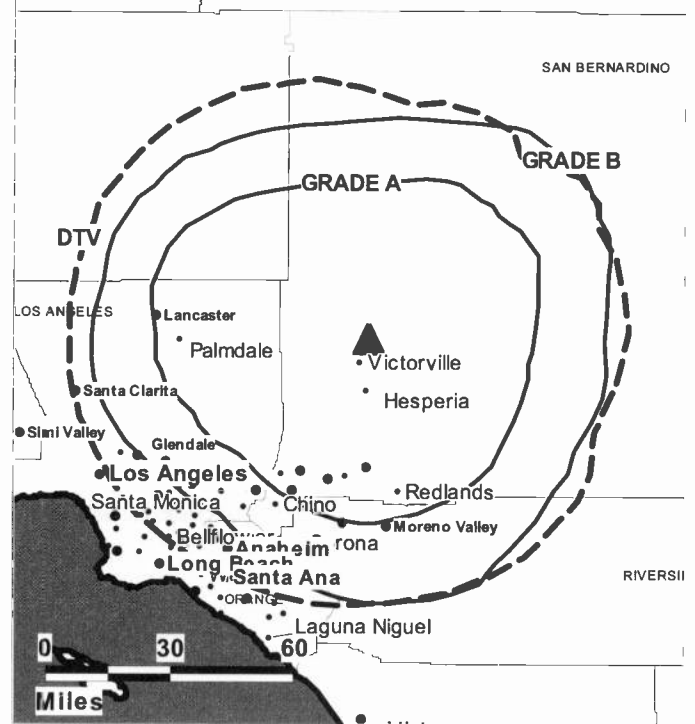 SAN BERNARDINO
GRADE B
GRADE A
DTV
LOS ANGELES
Lancaster
Palmdale
Victorville
Santa Clarita
Hesperia
Simi Valley
Glendale
Los Angeles
Redlands
Santa Monica
Chino
Moreno Valley
rona
Anaheim
Long Beach
Santa Ana
Laguna Niguel
0 30 60
Miles